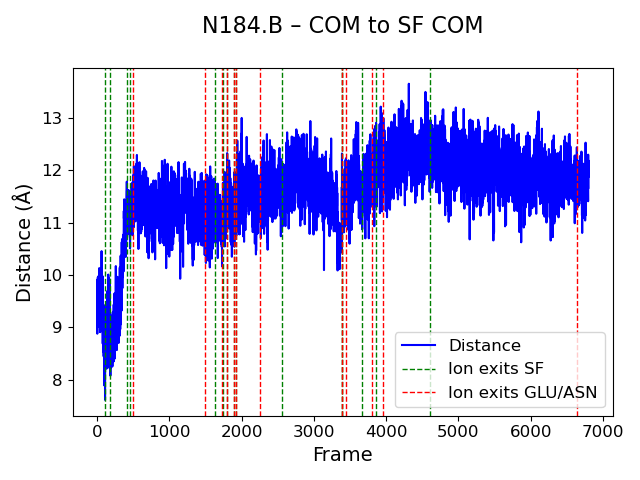 N184.B – COM to SF COM
13
12
11
10
9
8
Distance (Å)
Distance
Ion exits SF
Ion exits GLU/ASN
0
1000
2000
3000
4000
5000
6000
7000
Frame